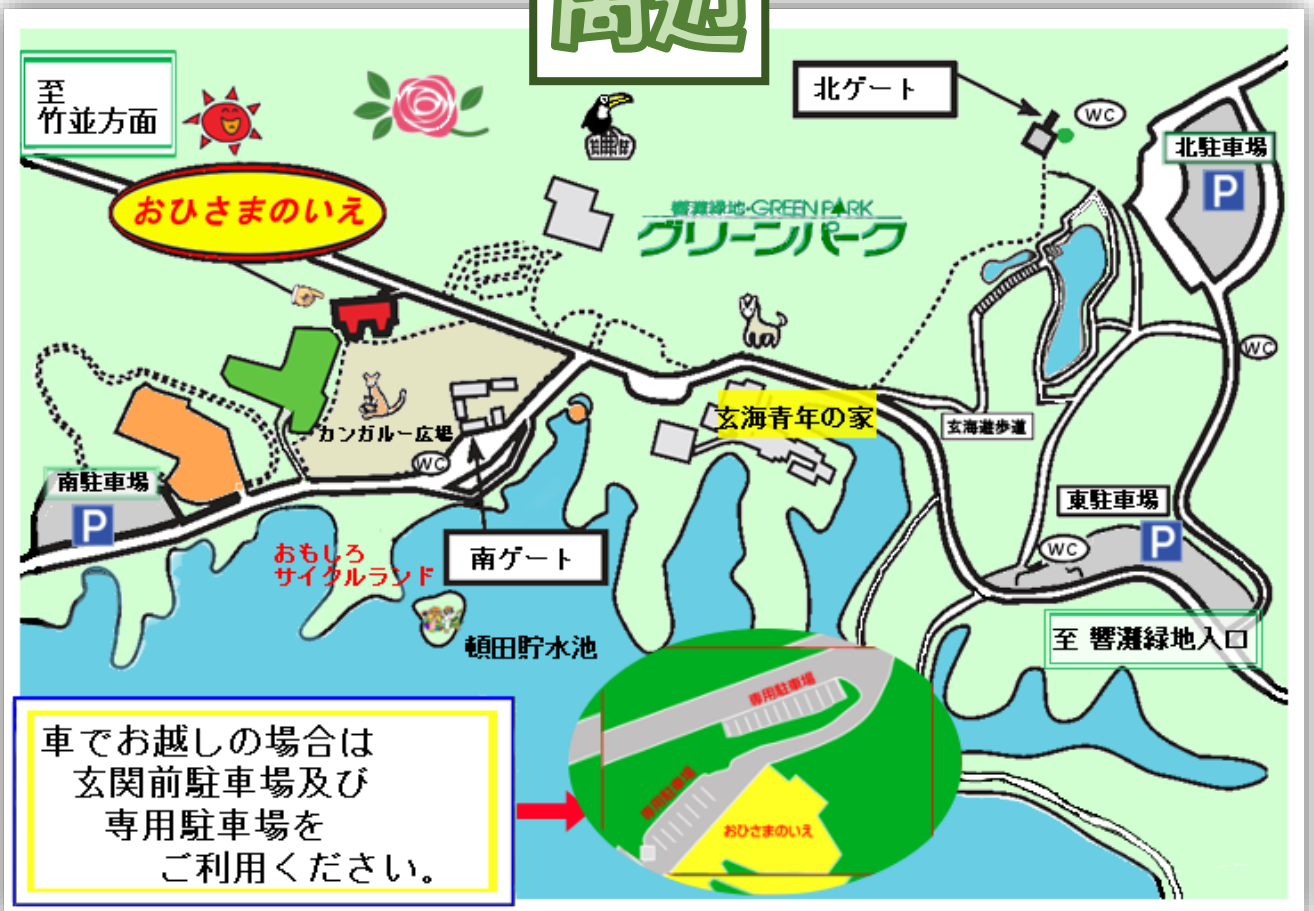 周辺
至
竹並方面
北ゲート
WC
北駐車場
P
おひさまのいえ
響灘緑地・GREEN PARK
グリーンパーク
WC
玄海青年の家
玄海遊歩道
カンガルー広場
WC
南駐車場
P
東駐車場
P
WC
南ゲート
おもしろ
サイクルランド
頓田貯水池
至 響灘緑地入口
車でお越しの場合は
玄関前駐車場及び
専用駐車場を
ご利用ください。
専用駐車場
専用駐車場
おひさまのいえ